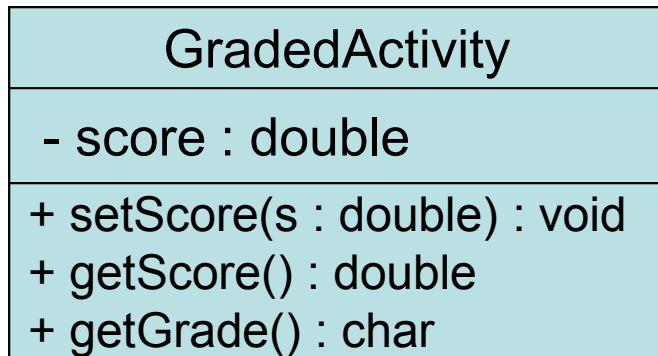 GradedActivity
- score : double
+ setScore(s : double) : void
+ getScore() : double
+ getGrade() : char